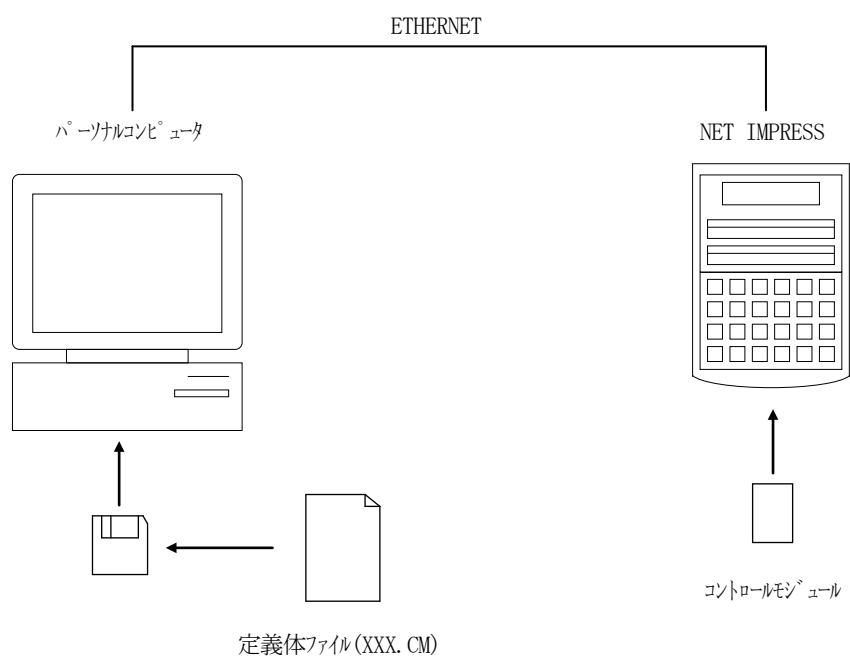 ETHERNET
ﾊﾟｰｿﾅﾙｺﾝﾋﾟｭｰﾀ
NET IMPRESS
ｺﾝﾄﾛｰﾙﾓｼﾞｭｰﾙ
定義体ﾌｧｲﾙ(XXX.CM)